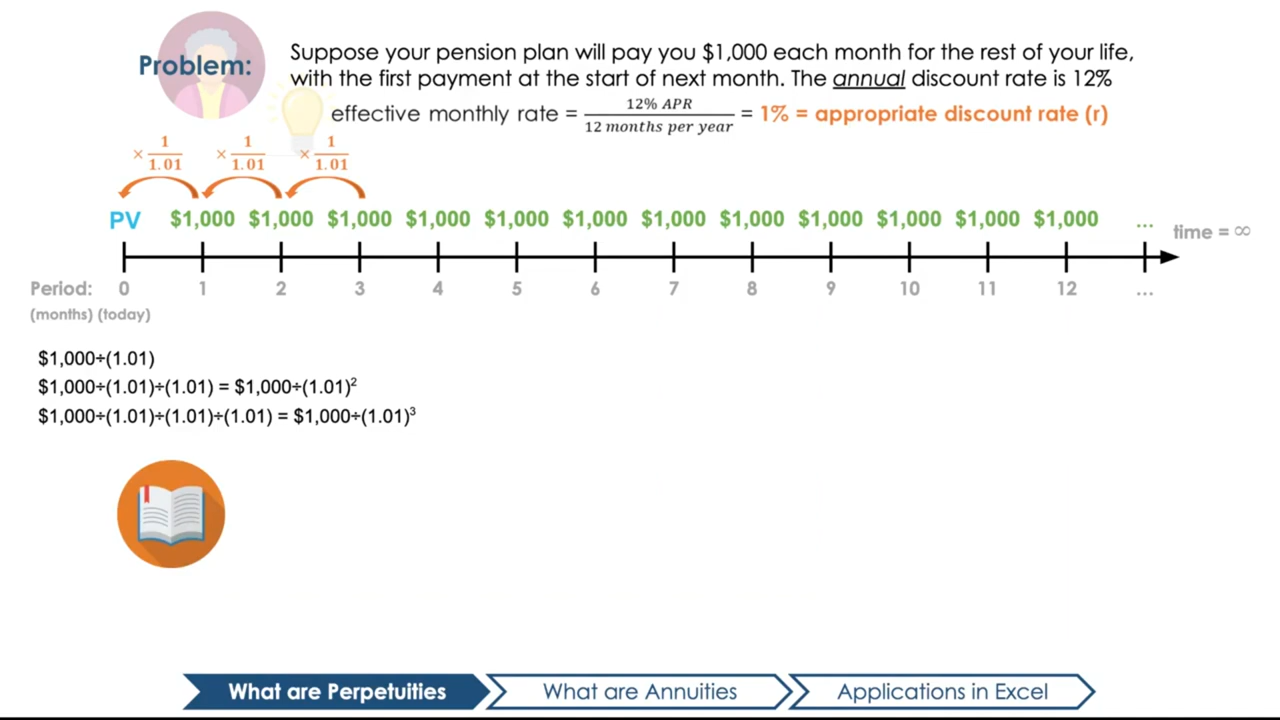 Problem:
Suppose your pension plan will pay you $1,000 each month for the rest of your life,
with the first payment at the start of next month. The annual discount rate is 12%
effective monthly rate = 12% APR / 12 months per year = 1% = appropriate discount rate (r)
× 1/1.01 × 1/1.01 × 1/1.01
PV $1,000 $1,000 $1,000 $1,000 $1,000 $1,000 $1,000 $1,000 $1,000 $1,000 $1,000 $1,000 ...
time = ∞
Period: 0 1 2 3 4 5 6 7 8 9 10 11 12 ...
(months) (today)
$1,000÷(1.01)
$1,000÷(1.01)÷(1.01) = $1,000÷(1.01)²
$1,000÷(1.01)÷(1.01)÷(1.01) = $1,000÷(1.01)³
What are Perpetuities What are Annuities Applications in Excel